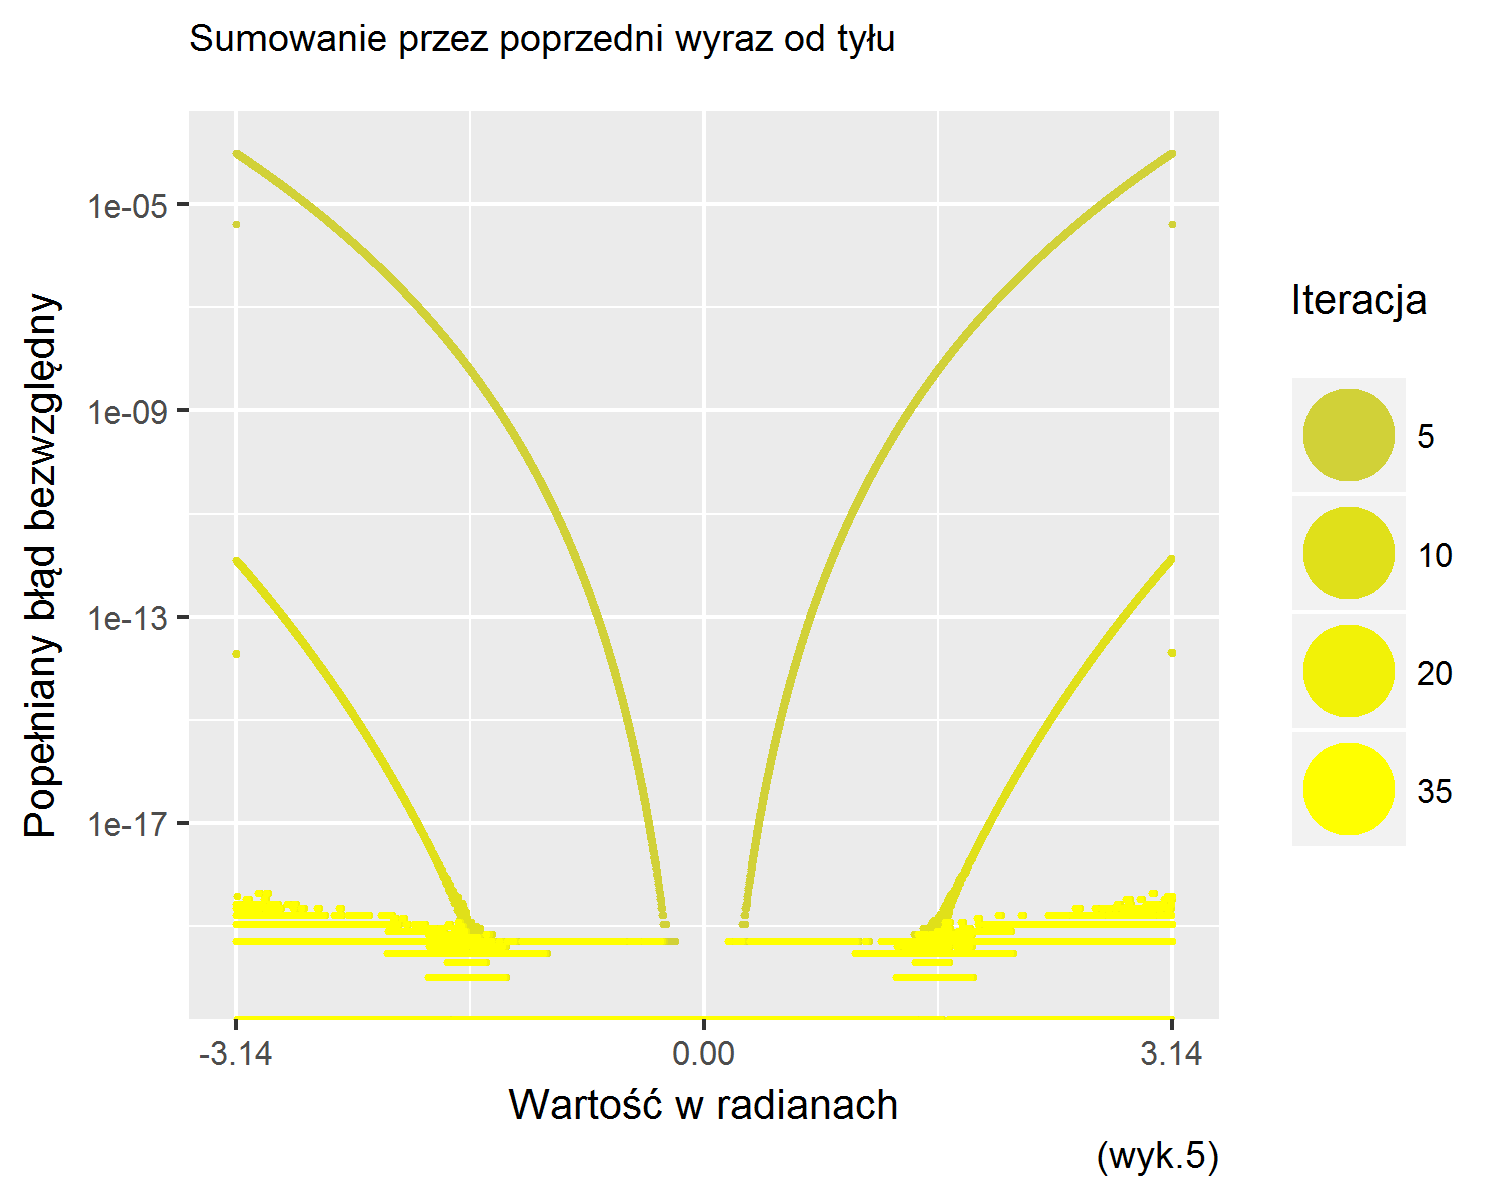 Sumowanie przez poprzedni wyraz od tyłu
Popełniany błąd bezwzględny
1e-05
1e-09
1e-13
1e-17
-3.14
0.00
3.14
Wartość w radianach
(wyk.5)
Iteracja
5
10
20
35